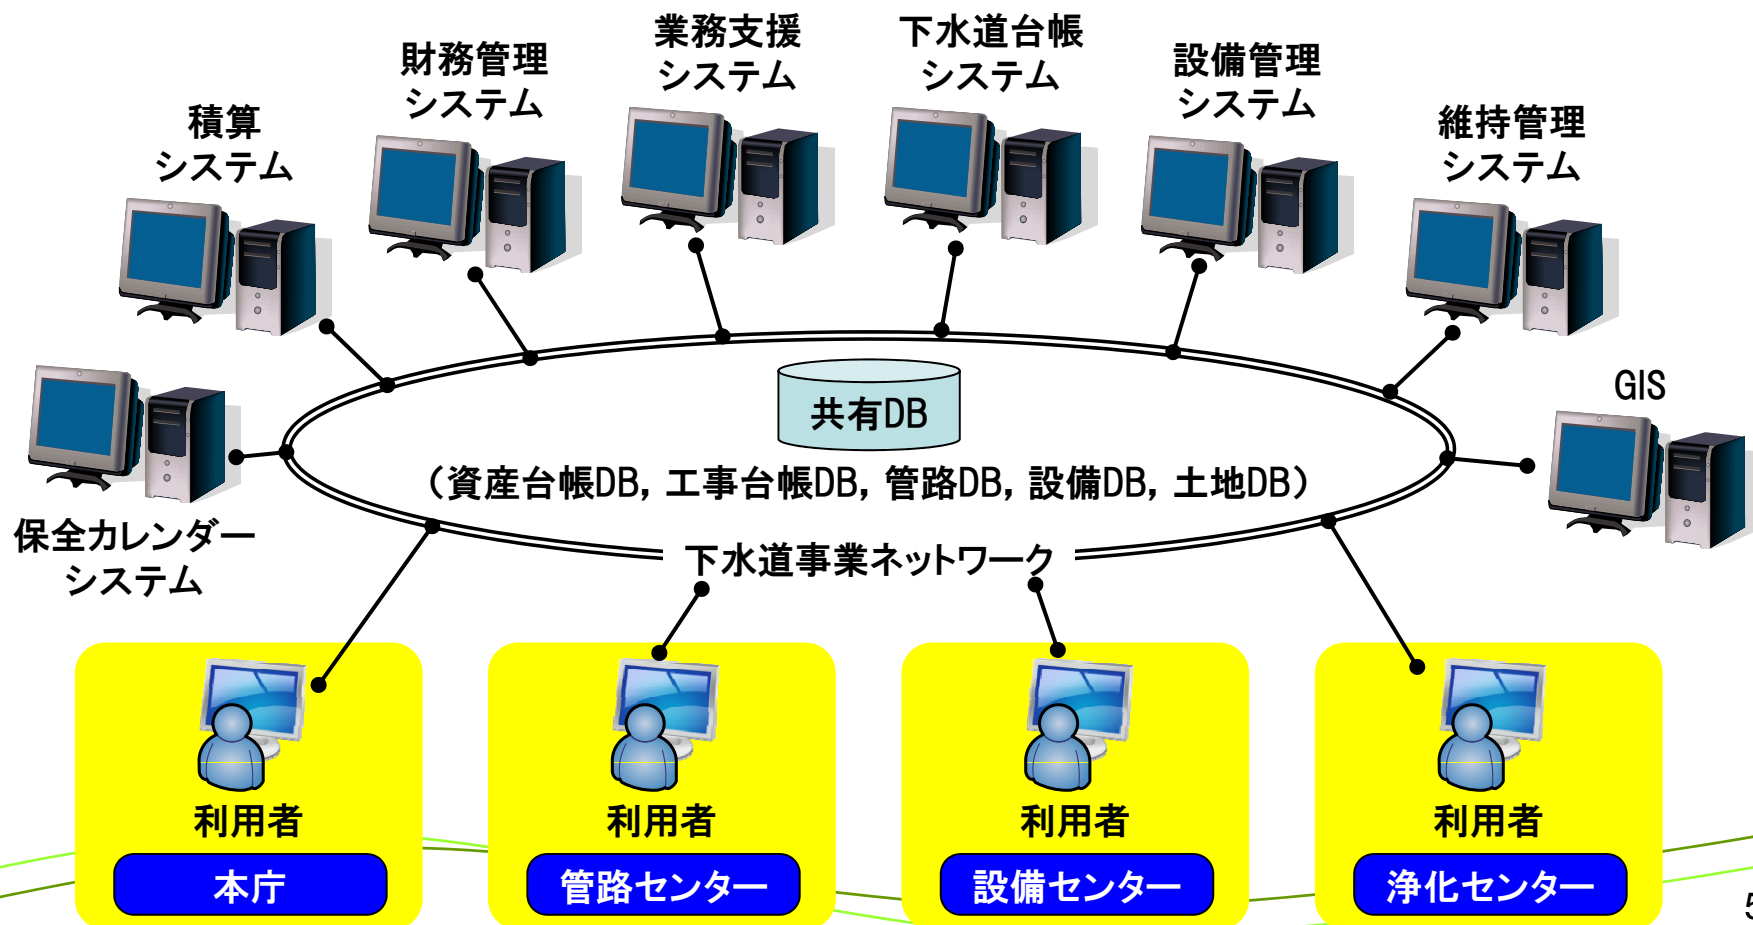 業務支援
システム
下水道台帳
システム
財務管理
システム
設備管理
システム
積算
システム
維持管理
システム
GIS
共有DB
（資産台帳DB，工事台帳DB，管路DB，設備DB，土地DB）
保全カレンダー
システム
下水道事業ネットワーク
利用者
利用者
利用者
利用者
本庁
管路センター
設備センター
浄化センター
5